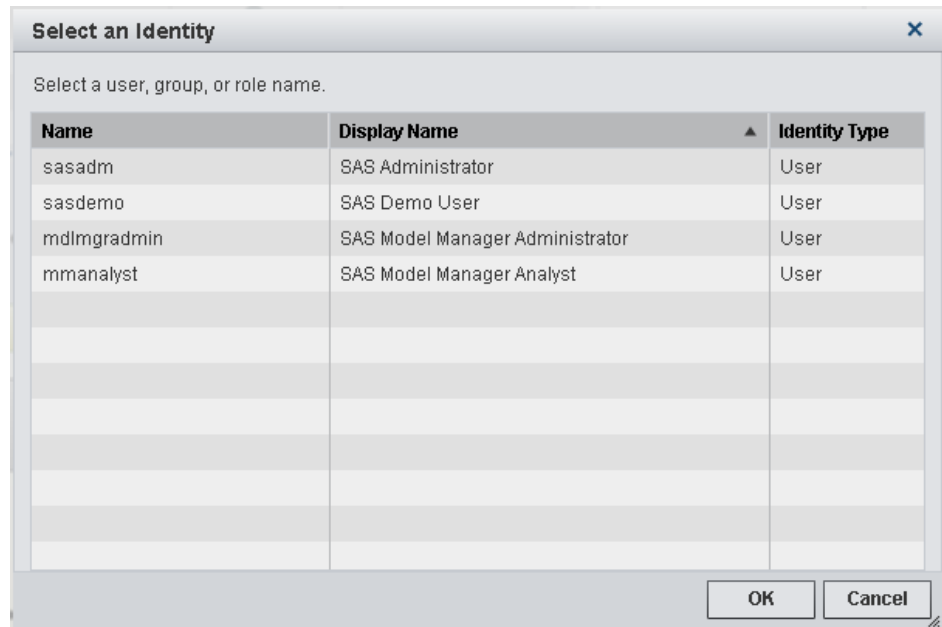 Select an Identity
Select a user, group, or role name.
Name Display Name Identity Type
sasadm SAS Administrator User
sasdemo SAS Demo User User
mdlmgradmin SAS Model Manager Administrator User
mmanalyst SAS Model Manager Analyst User
OK Cancel